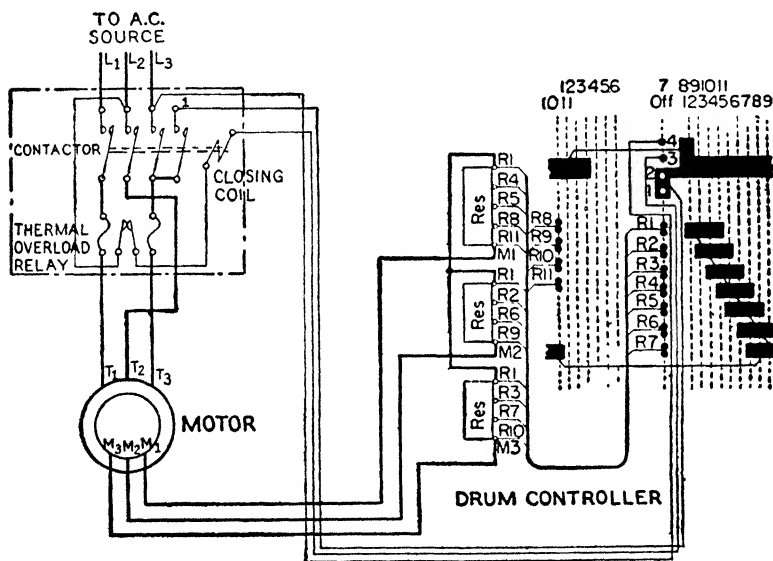 TO A.C.
SOURCE
L1 L2 L3
1
CONTACTOR
CLOSING
COIL
THERMAL
OVERLOAD
RELAY
T1 T2 T3
MOTOR
M3 M2 M1
Res
R1
R4
R5
R8
R11
M1
Res
R1
R2
R6
R9
M2
Res
R1
R3
R7
R10
M3
DRUM CONTROLLER
123456
1011
R8
R9
R10
R11
7 891011
Off 123456789
4
3
2
1
R1
R2
R3
R4
R5
R6
R7